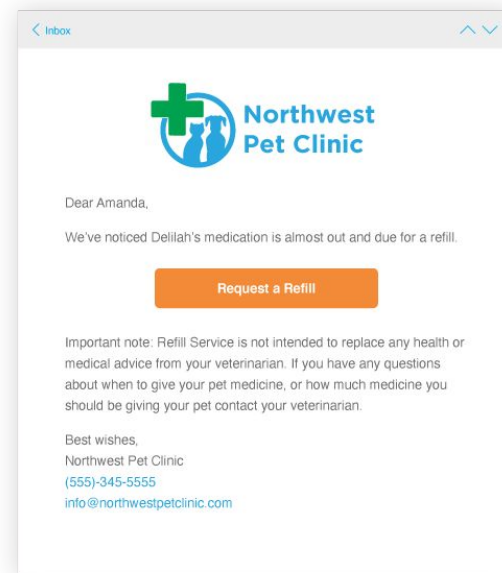 Inbox
Northwest
Pet Clinic
Dear Amanda,
We've noticed Delilah's medication is almost out and due for a refill.
Request a Refill
Important note: Refill Service is not intended to replace any health or
medical advice from your veterinarian. If you have any questions
about when to give your pet medicine, or how much medicine you
should be giving your pet contact your veterinarian.
Best wishes,
Northwest Pet Clinic
(555)-345-5555
info@northwestpetclinic.com